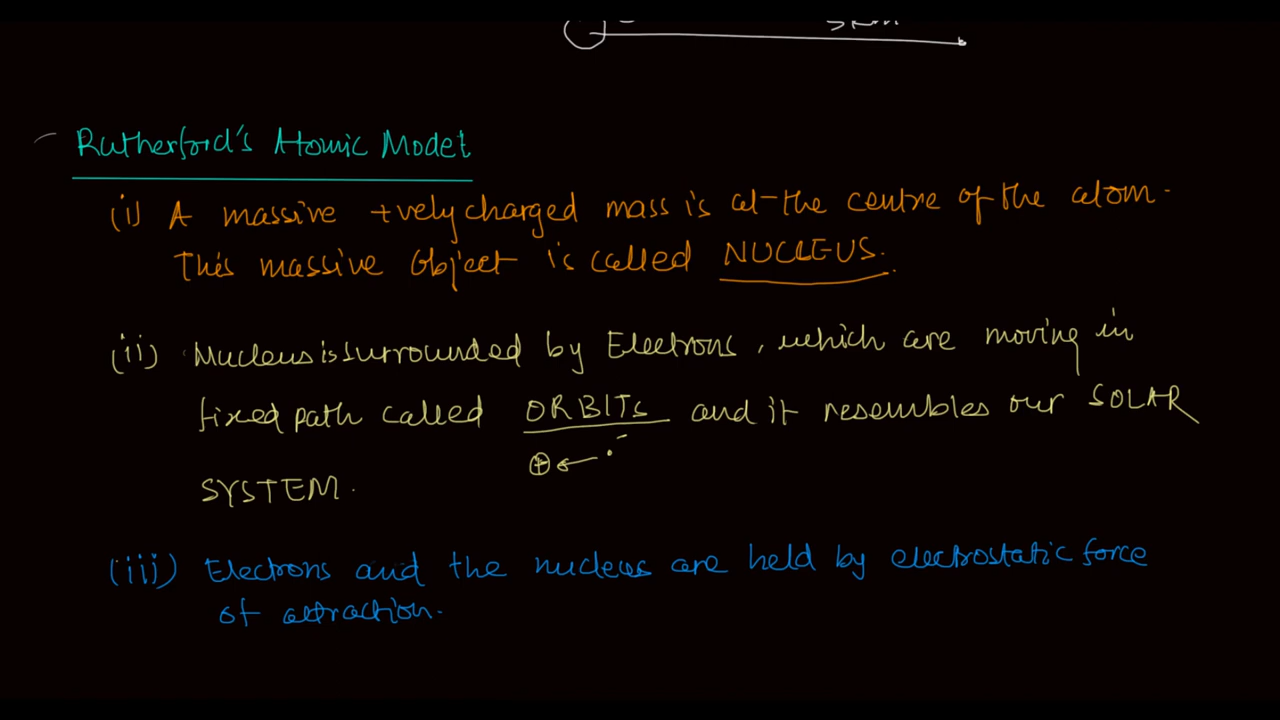 Rutherford's Atomic Model
(i) A massive +vely charged mass is at the centre of the atom.
This massive object is called NUCLEUS.
(ii) Nucleus is surrounded by Electrons, which are moving in
fixed path called ORBITs and it resembles our SOLAR
+
SYSTEM.
(iii) Electrons and the nucleus are held by electrostatic force
of attraction.